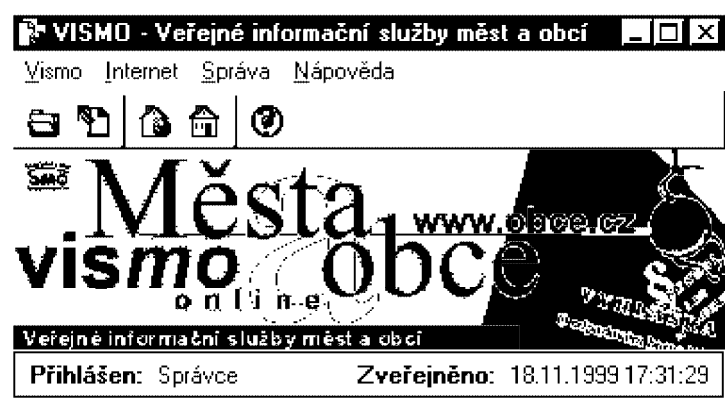 VISMO - Veřejné informační služby měst a obcí
Vismo Internet Správa Nápověda
Města
www.obce.cz
vismo obce
online
VYHLÁŠKA
Veřejné informační služby měst a obcí
Přihlášen: Správce Zveřejněno: 18.11.1999 17:31:29